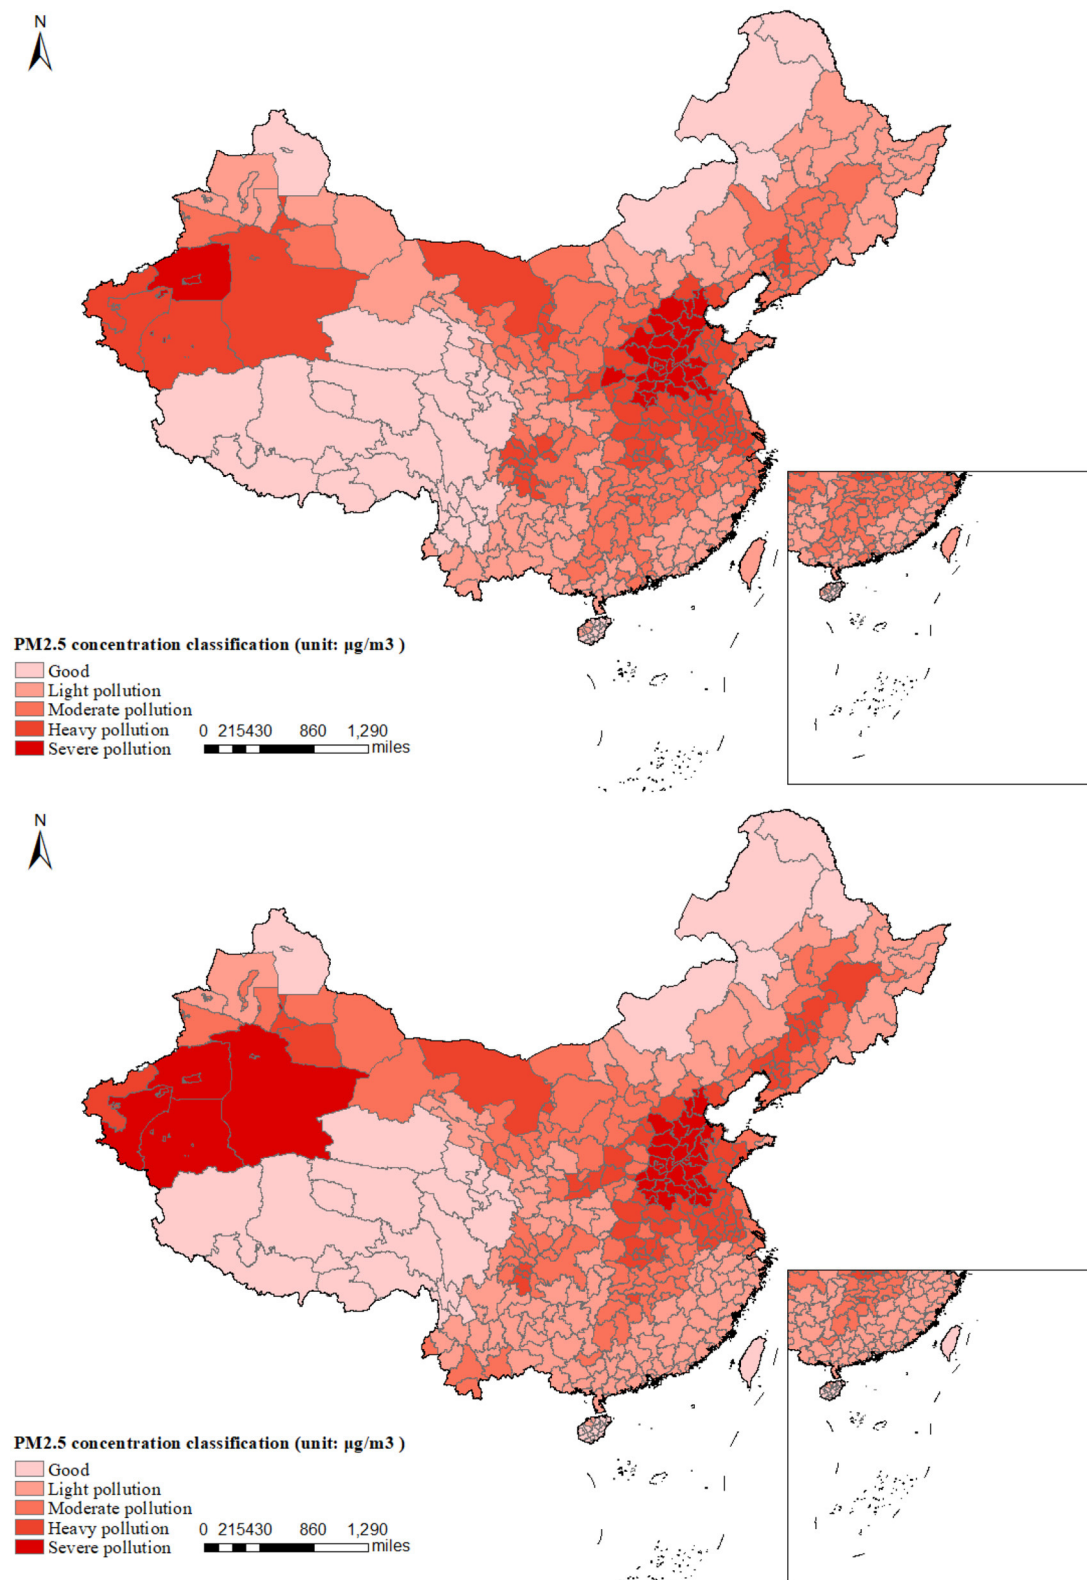 N
PM2.5 concentration classification (unit: µg/m3 )
Good
Light pollution
Moderate pollution
Heavy pollution
Severe pollution
0 215430 860 1,290
miles
N
PM2.5 concentration classification (unit: µg/m3 )
Good
Light pollution
Moderate pollution
Heavy pollution
Severe pollution
0 215430 860 1,290
miles